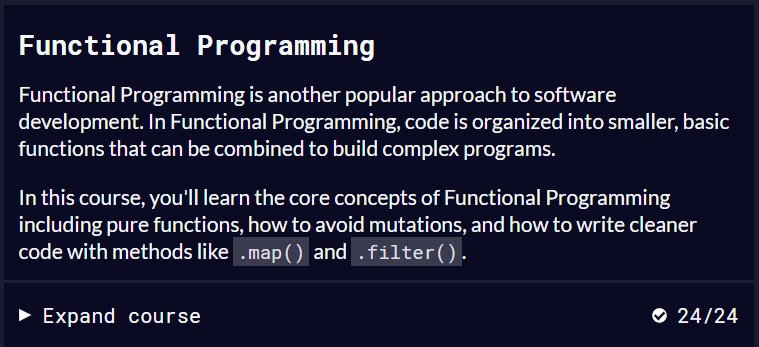 Functional Programming
Functional Programming is another popular approach to software
development. In Functional Programming, code is organized into smaller, basic
functions that can be combined to build complex programs.
In this course, you'll learn the core concepts of Functional Programming
including pure functions, how to avoid mutations, and how to write cleaner
code with methods like .map() and .filter().
Expand course 24/24